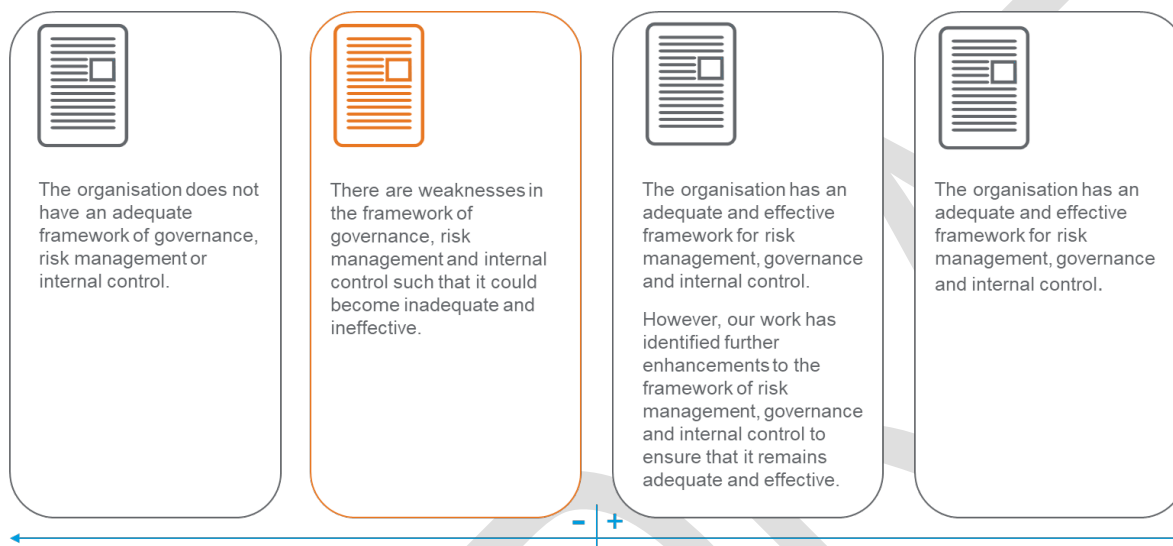 The organisation does not
have an adequate
framework of governance,
risk management or
internal control.
There are weaknesses in
the framework of
governance, risk
management and internal
control such that it could
become inadequate and
ineffective.
The organisation has an
adequate and effective
framework for risk
management, governance
and internal control.
However, our work has
identified further
enhancements to the
framework of risk
management, governance
and internal control to
ensure that it remains
adequate and effective.
The organisation has an
adequate and effective
framework for risk
management, governance
and internal control.
- +